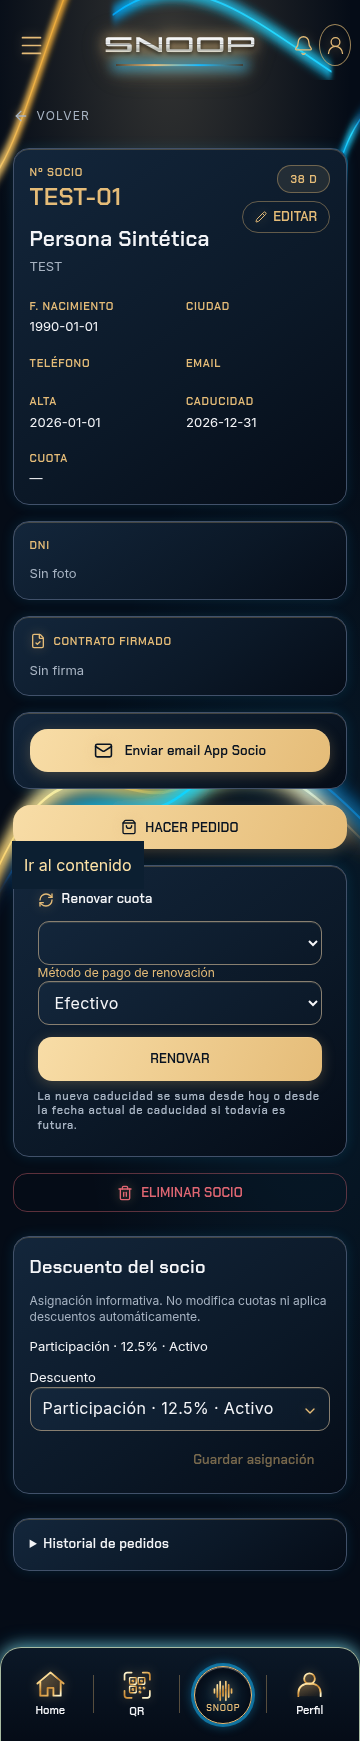 SNOOP
VOLVER
Nº SOCIO
TEST-01
38 D
EDITAR
Persona Sintética
TEST
F. NACIMIENTO
CIUDAD
1990-01-01
TELÉFONO
EMAIL
ALTA
CADUCIDAD
2026-01-01
2026-12-31
CUOTA
—
DNI
Sin foto
CONTRATO FIRMADO
Sin firma
Enviar email App Socio
HACER PEDIDO
Ir al contenido
Renovar cuota
Método de pago de renovación
Efectivo
RENOVAR
La nueva caducidad se suma desde hoy o desde
la fecha actual de caducidad si todavía es
futura.
ELIMINAR SOCIO
Descuento del socio
Asignación informativa. No modifica cuotas ni aplica
descuentos automáticamente.
Participación · 12.5% · Activo
Descuento
Participación · 12.5% · Activo
Guardar asignación
Historial de pedidos
Home
QR
SNOOP
Perfil